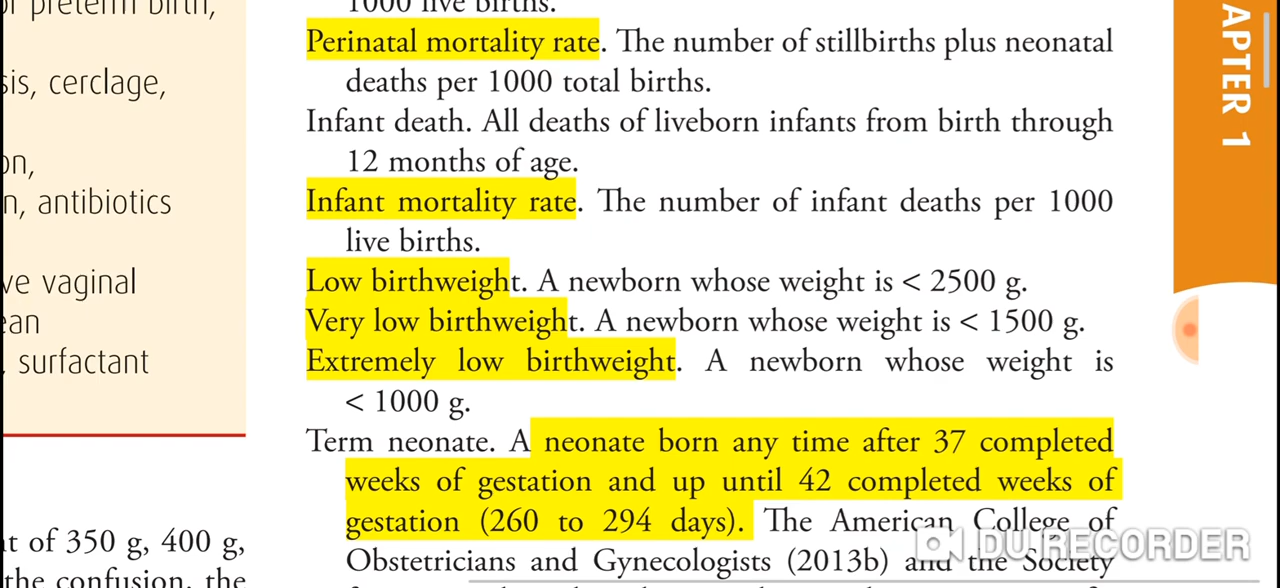 of preterm birth,
sis, cerclage,
on,
n, antibiotics
ve vaginal
ean
, surfactant
t of 350 g, 400 g,
the confusion, the
1000 live births.
Perinatal mortality rate. The number of stillbirths plus neonatal
deaths per 1000 total births.
Infant death. All deaths of liveborn infants from birth through
12 months of age.
Infant mortality rate. The number of infant deaths per 1000
live births.
Low birthweight. A newborn whose weight is < 2500 g.
Very low birthweight. A newborn whose weight is < 1500 g.
Extremely low birthweight. A newborn whose weight is
< 1000 g.
Term neonate. A neonate born any time after 37 completed
weeks of gestation and up until 42 completed weeks of
gestation (260 to 294 days). The American College of
Obstetricians and Gynecologists (2013b) and the Society
APTER 1
DU RECORDER